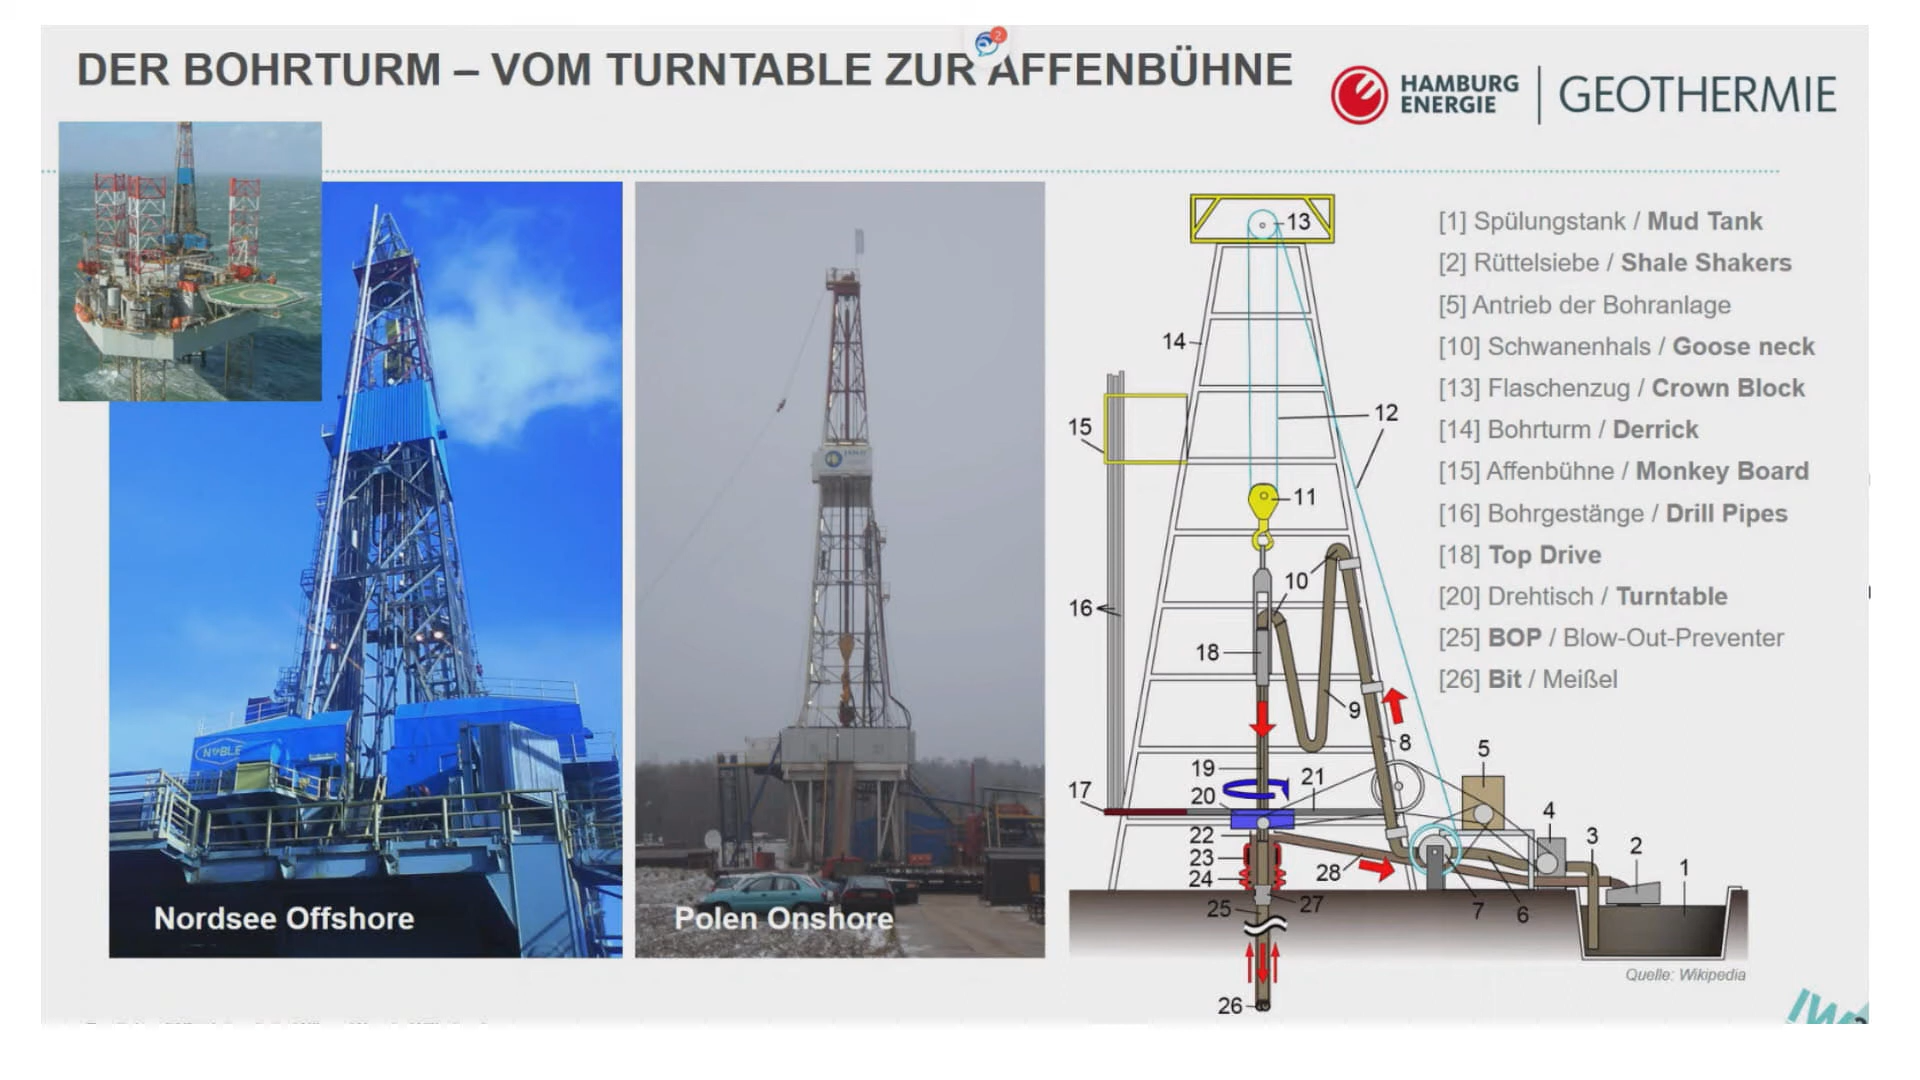 DER BOHRTURM – VOM TURNTABLE ZUR AFFENBÜHNE
2
HAMBURG
ENERGIE
GEOTHERMIE
NOBLE
Nordsee Offshore
Polen Onshore
13
14
12
15
11
10
16
18
9
8
19
21
5
17
20
4
22
3
2
23
1
24
28
25
27
7
6
26
[1] Spülungstank / Mud Tank
[2] Rüttelsiebe / Shale Shakers
[5] Antrieb der Bohranlage
[10] Schwanenhals / Goose neck
[13] Flaschenzug / Crown Block
[14] Bohrturm / Derrick
[15] Affenbühne / Monkey Board
[16] Bohrgestänge / Drill Pipes
[18] Top Drive
[20] Drehtisch / Turntable
[25] BOP / Blow-Out-Preventer
[26] Bit / Meißel
Quelle: Wikipedia